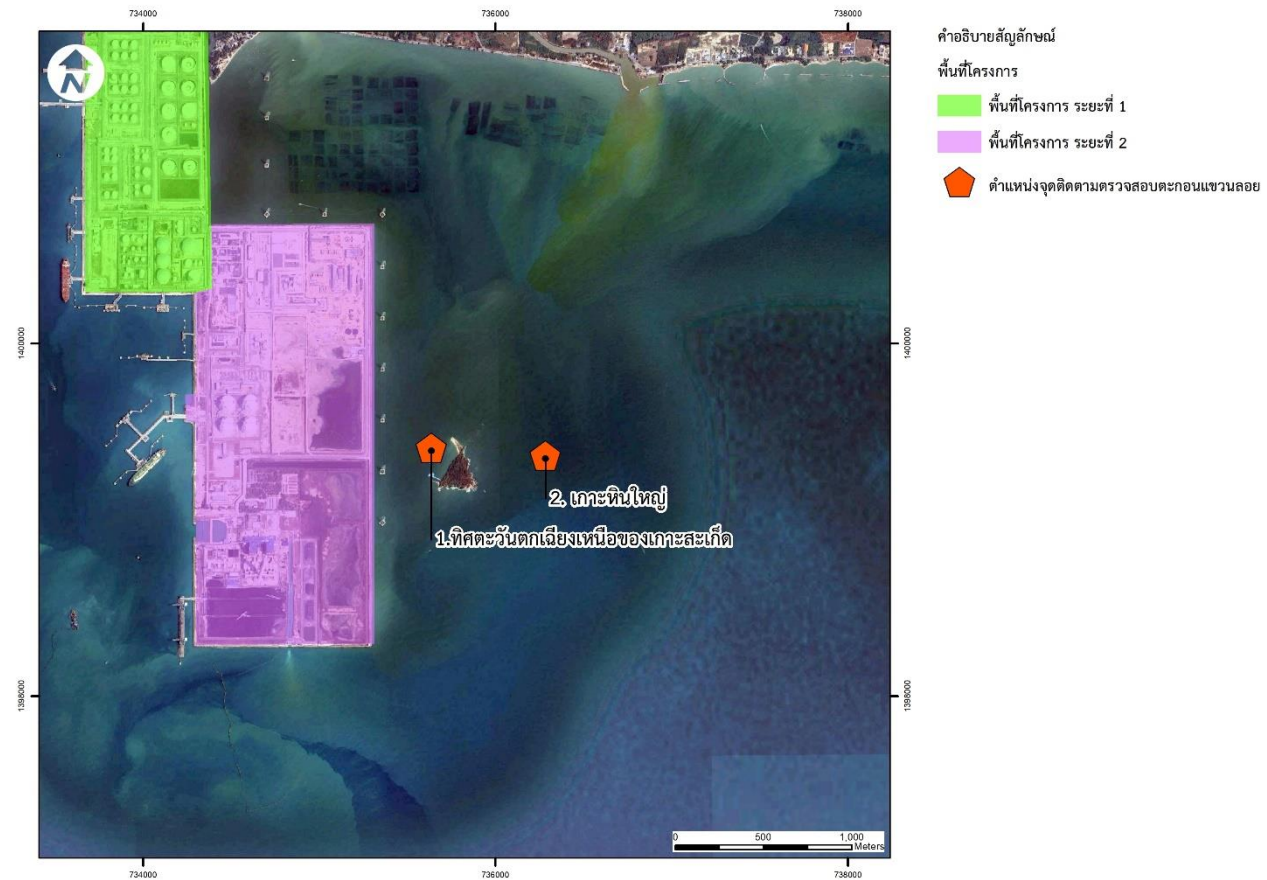 734000
736000
738000
N
คำอธิบายสัญลักษณ์
พื้นที่โครงการ
พื้นที่โครงการ ระยะที่ 1
พื้นที่โครงการ ระยะที่ 2
ตำแหน่งจุดติดตามตรวจสอบตะกอนแขวนลอย
1400000
1400000
2. เกาะหินใหญ่
1.ทิศตะวันตกเฉียงเหนือของเกาะสะเก็ด
1398000
1398000
0 500 1,000
Meters
734000
736000
738000